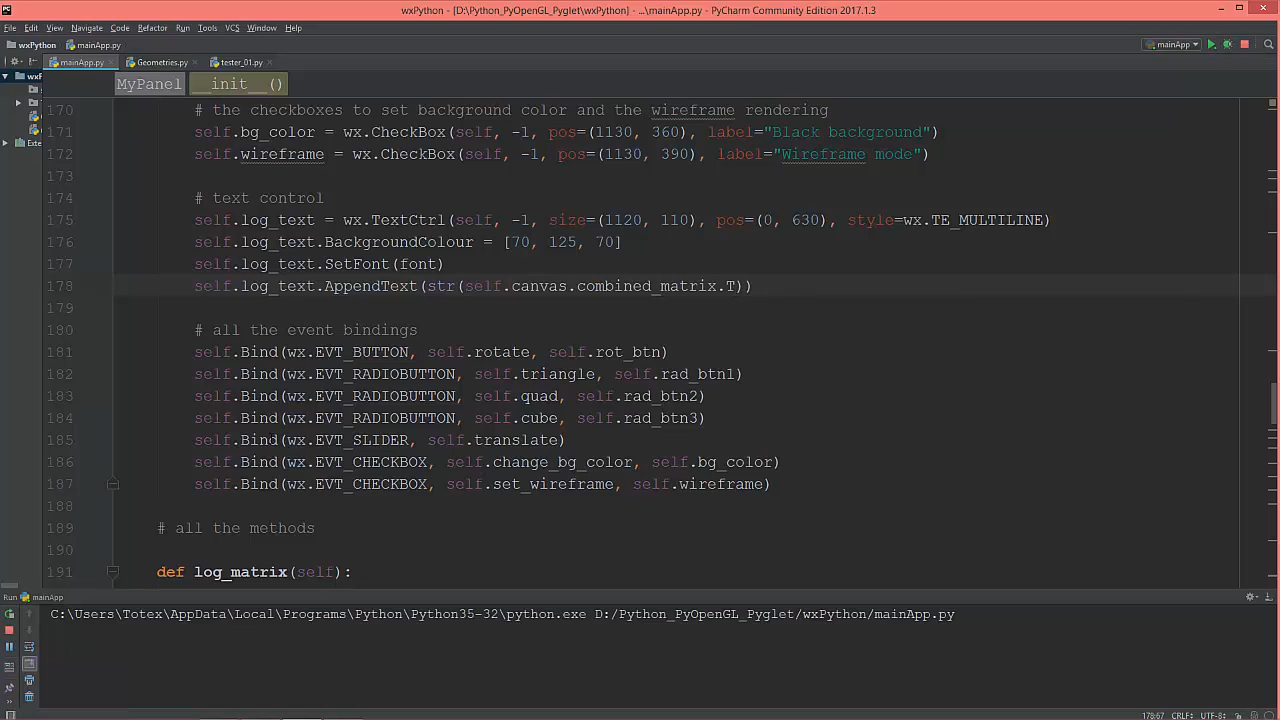 wxPython - [D:\Python_PyOpenGL_Pyglet\wxPython] - ...\mainApp.py - PyCharm Community Edition 2017.1.3
File Edit View Navigate Code Refactor Run Tools VCS Window Help
wxPython mainApp.py mainApp
mainApp.py Geometries.py tester_01.py
wxF
MyPanel __init__()
Exte
170 # the checkboxes to set background color and the wireframe rendering
171 self.bg_color = wx.CheckBox(self, -1, pos=(1130, 360), label="Black background")
172 self.wireframe = wx.CheckBox(self, -1, pos=(1130, 390), label="Wireframe mode")
173
174 # text control
175 self.log_text = wx.TextCtrl(self, -1, size=(1120, 110), pos=(0, 630), style=wx.TE_MULTILINE)
176 self.log_text.BackgroundColour = [70, 125, 70]
177 self.log_text.SetFont(font)
178 self.log_text.AppendText(str(self.canvas.combined_matrix.T))
179
180 # all the event bindings
181 self.Bind(wx.EVT_BUTTON, self.rotate, self.rot_btn)
182 self.Bind(wx.EVT_RADIOBUTTON, self.triangle, self.rad_btn1)
183 self.Bind(wx.EVT_RADIOBUTTON, self.quad, self.rad_btn2)
184 self.Bind(wx.EVT_RADIOBUTTON, self.cube, self.rad_btn3)
185 self.Bind(wx.EVT_SLIDER, self.translate)
186 self.Bind(wx.EVT_CHECKBOX, self.change_bg_color, self.bg_color)
187 self.Bind(wx.EVT_CHECKBOX, self.set_wireframe, self.wireframe)
188
189 # all the methods
190
191 def log_matrix(self):
Run mainApp
C:\Users\Totex\AppData\Local\Programs\Python\Python35-32\python.exe D:/Python_PyOpenGL_Pyglet/wxPython/mainApp.py
178:67 CRLF÷ UTF-8÷